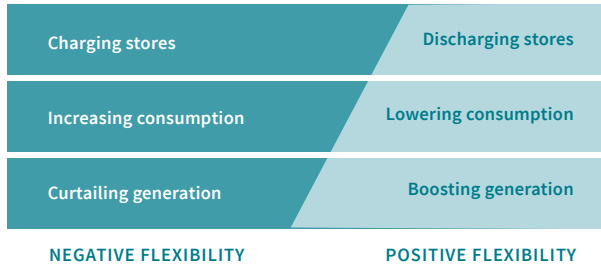 Charging stores
Discharging stores
Increasing consumption
Lowering consumption
Curtailing generation
Boosting generation
NEGATIVE FLEXIBILITY
POSITIVE FLEXIBILITY